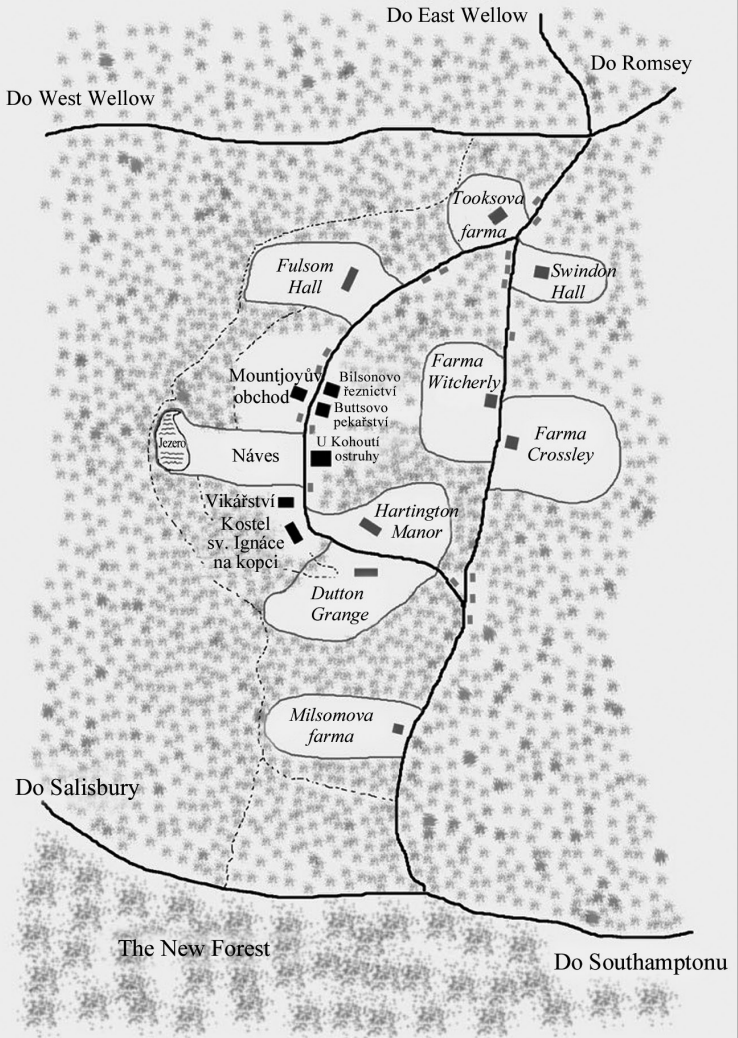 Do East Wellow
Do Romsey
Do West Wellow
Tooksova
farma
Fulsom
Hall
Swindon
Hall
Mountjoyův
obchod
Bilsonovo
řeznictví
Buttsovo
pekařství
Farma
Witcherly
Farma
Crossley
Jezero
Náves
U Kohoutí
ostruhy
Vikářství
Kostel
sv. Ignáce
na kopci
Hartington
Manor
Dutton
Grange
Milsomova
farma
Do Salisbury
The New Forest
Do Southamptonu